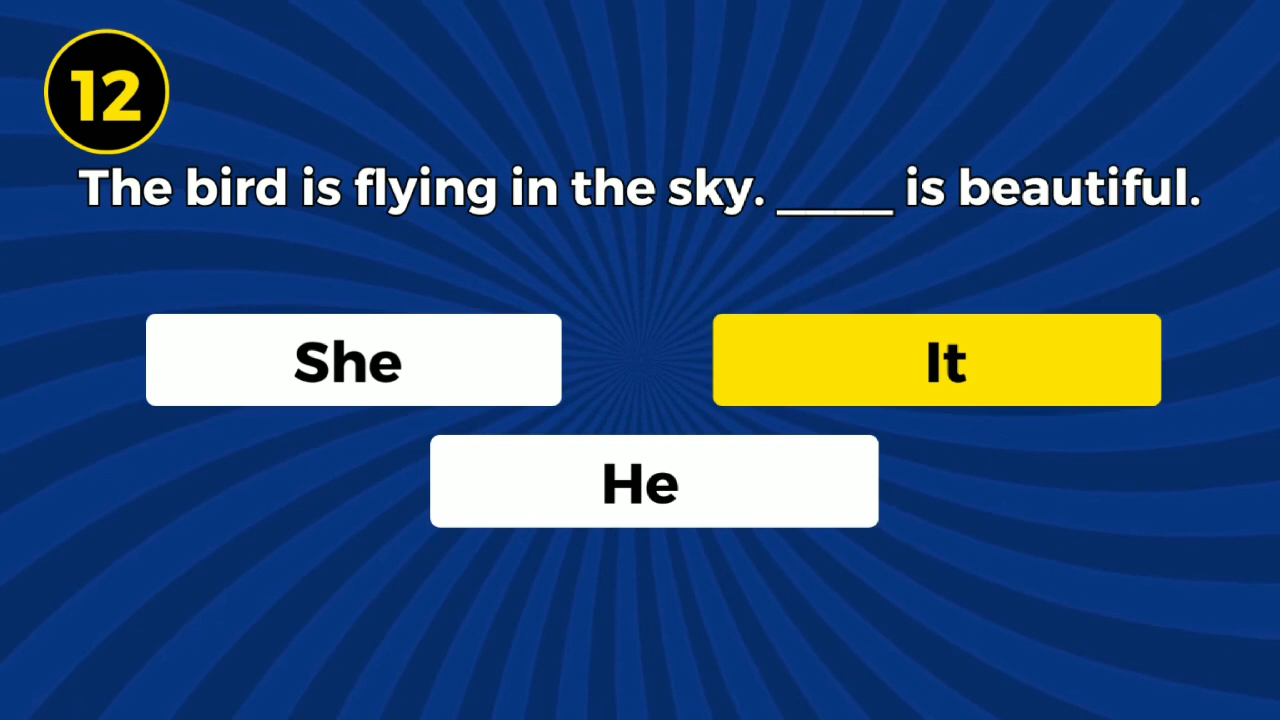 12
The bird is flying in the sky. _____ is beautiful.
She
It
He